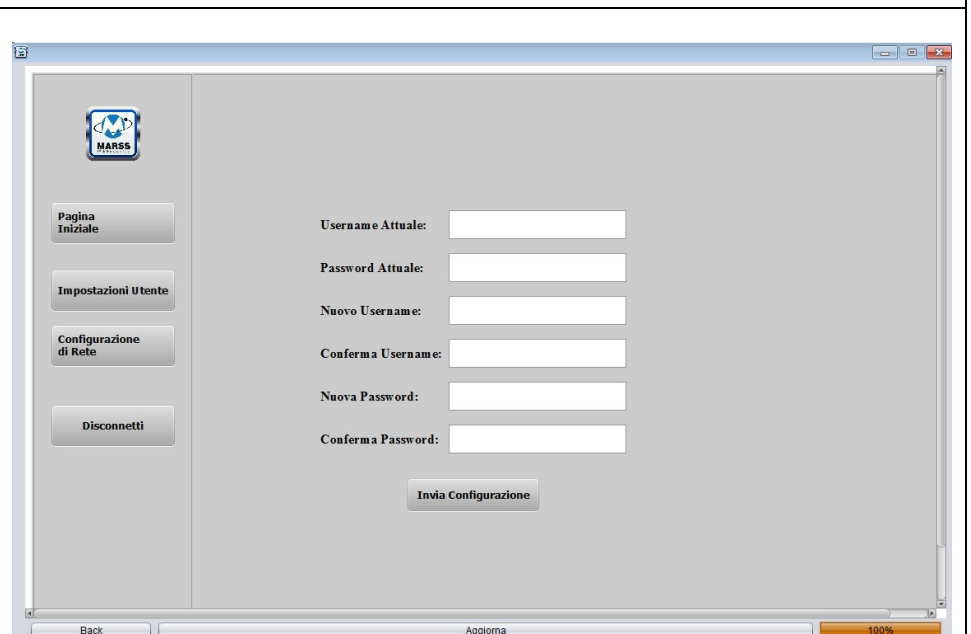 MARSS
Pagina
Iniziale
Impostazioni Utente
Configurazione
di Rete
Disconnetti
Username Attuale:
Password Attuale:
Nuovo Username:
Conferma Username:
Nuova Password:
Conferma Password:
Invia Configurazione
Back
Aggiorna
100%